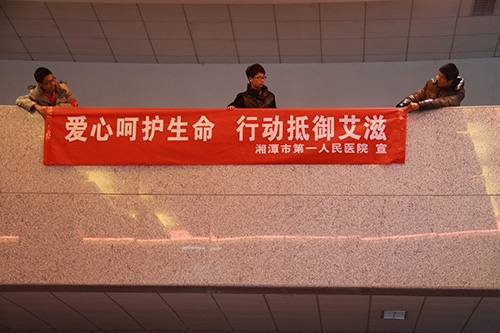 爱心呵护生命 行动抵御艾滋
湘潭市第一人民医院 宣